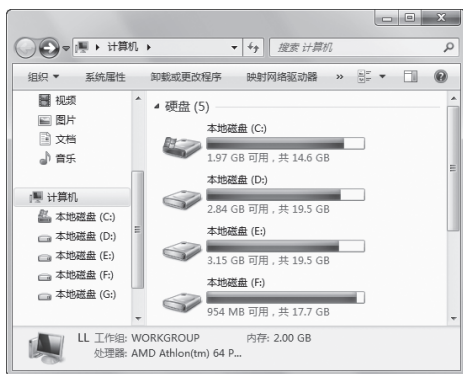 计算机
搜索 计算机
组织 系统属性 卸载或更改程序 映射网络驱动器 »
视频
图片
文档
音乐
计算机
本地磁盘 (C:)
本地磁盘 (D:)
本地磁盘 (E:)
本地磁盘 (F:)
本地磁盘 (G:)
硬盘 (5)
本地磁盘 (C:)
1.97 GB 可用，共 14.6 GB
本地磁盘 (D:)
2.84 GB 可用，共 19.5 GB
本地磁盘 (E:)
3.15 GB 可用，共 19.5 GB
本地磁盘 (F:)
954 MB 可用，共 17.7 GB
LL 工作组: WORKGROUP 内存: 2.00 GB
处理器: AMD Athlon(tm) 64 P...